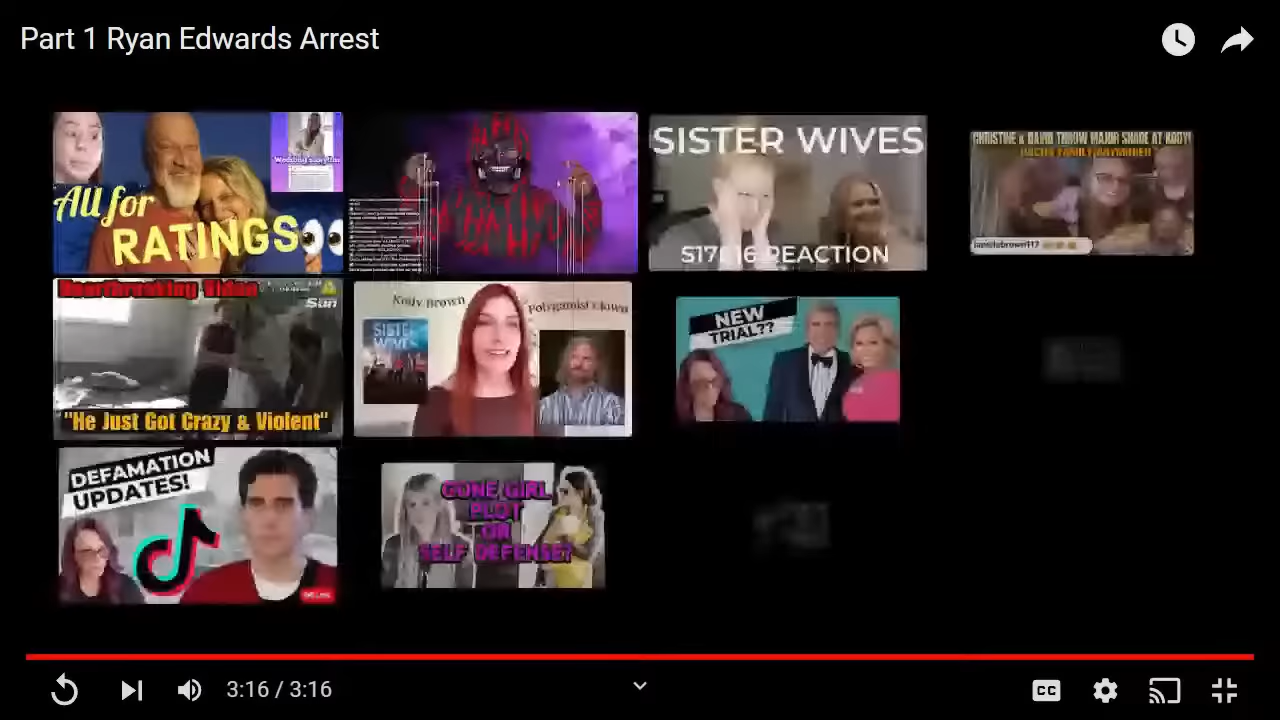 Part 1 Ryan Edwards Arrest
All for
RATINGS
SISTER WIVES
S17E16 REACTION
CHRISTINE & DAVID THROW MAJOR SHADE AT KODY!
janellebrown117
Heartbreaking Video
Sun
"He Just Got Crazy & Violent"
Kody Brown
Polygamist Clown
SISTER
WIVES
NEW
TRIAL??
DEFAMATION
UPDATES!
GONE GIRL
PLOT
OR
SELF DEFENSE?
3:16 / 3:16
CC